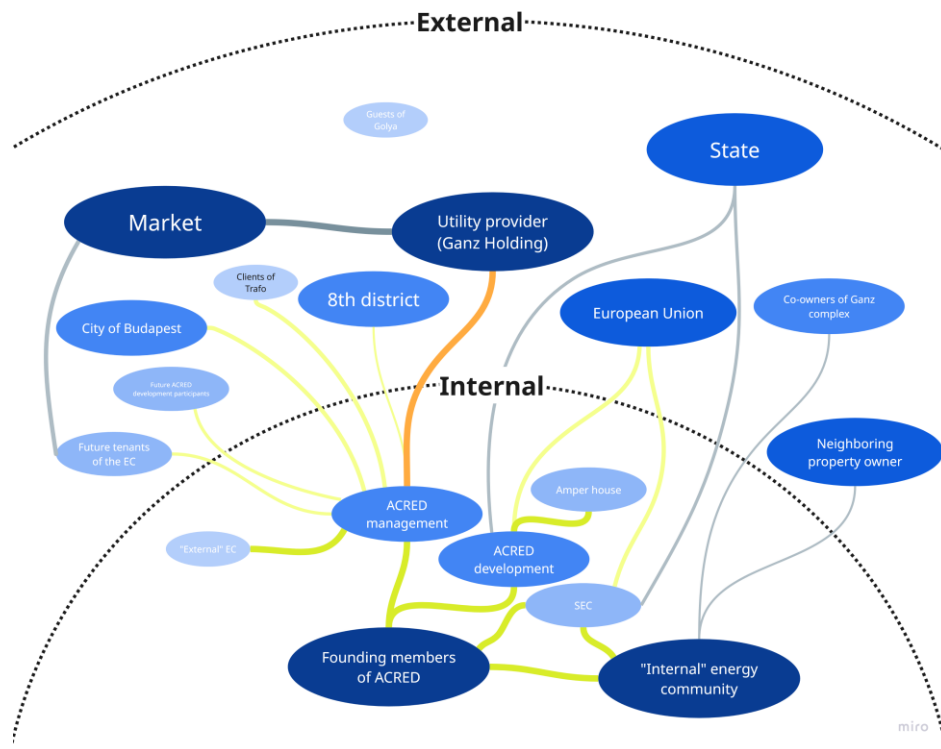 External
Guests of
Golya
State
Market
Utility provider
(Ganz Holding)
Clients of
Trafo
8th district
City of Budapest
European Union
Co-owners of Ganz
complex
Future ACRED
development participants
Internal
Future tenants
of the EC
Neighboring
property owner
Amper house
ACRED
management
"External" EC
ACRED
development
SEC
Founding members
of ACRED
"Internal" energy
community
miro